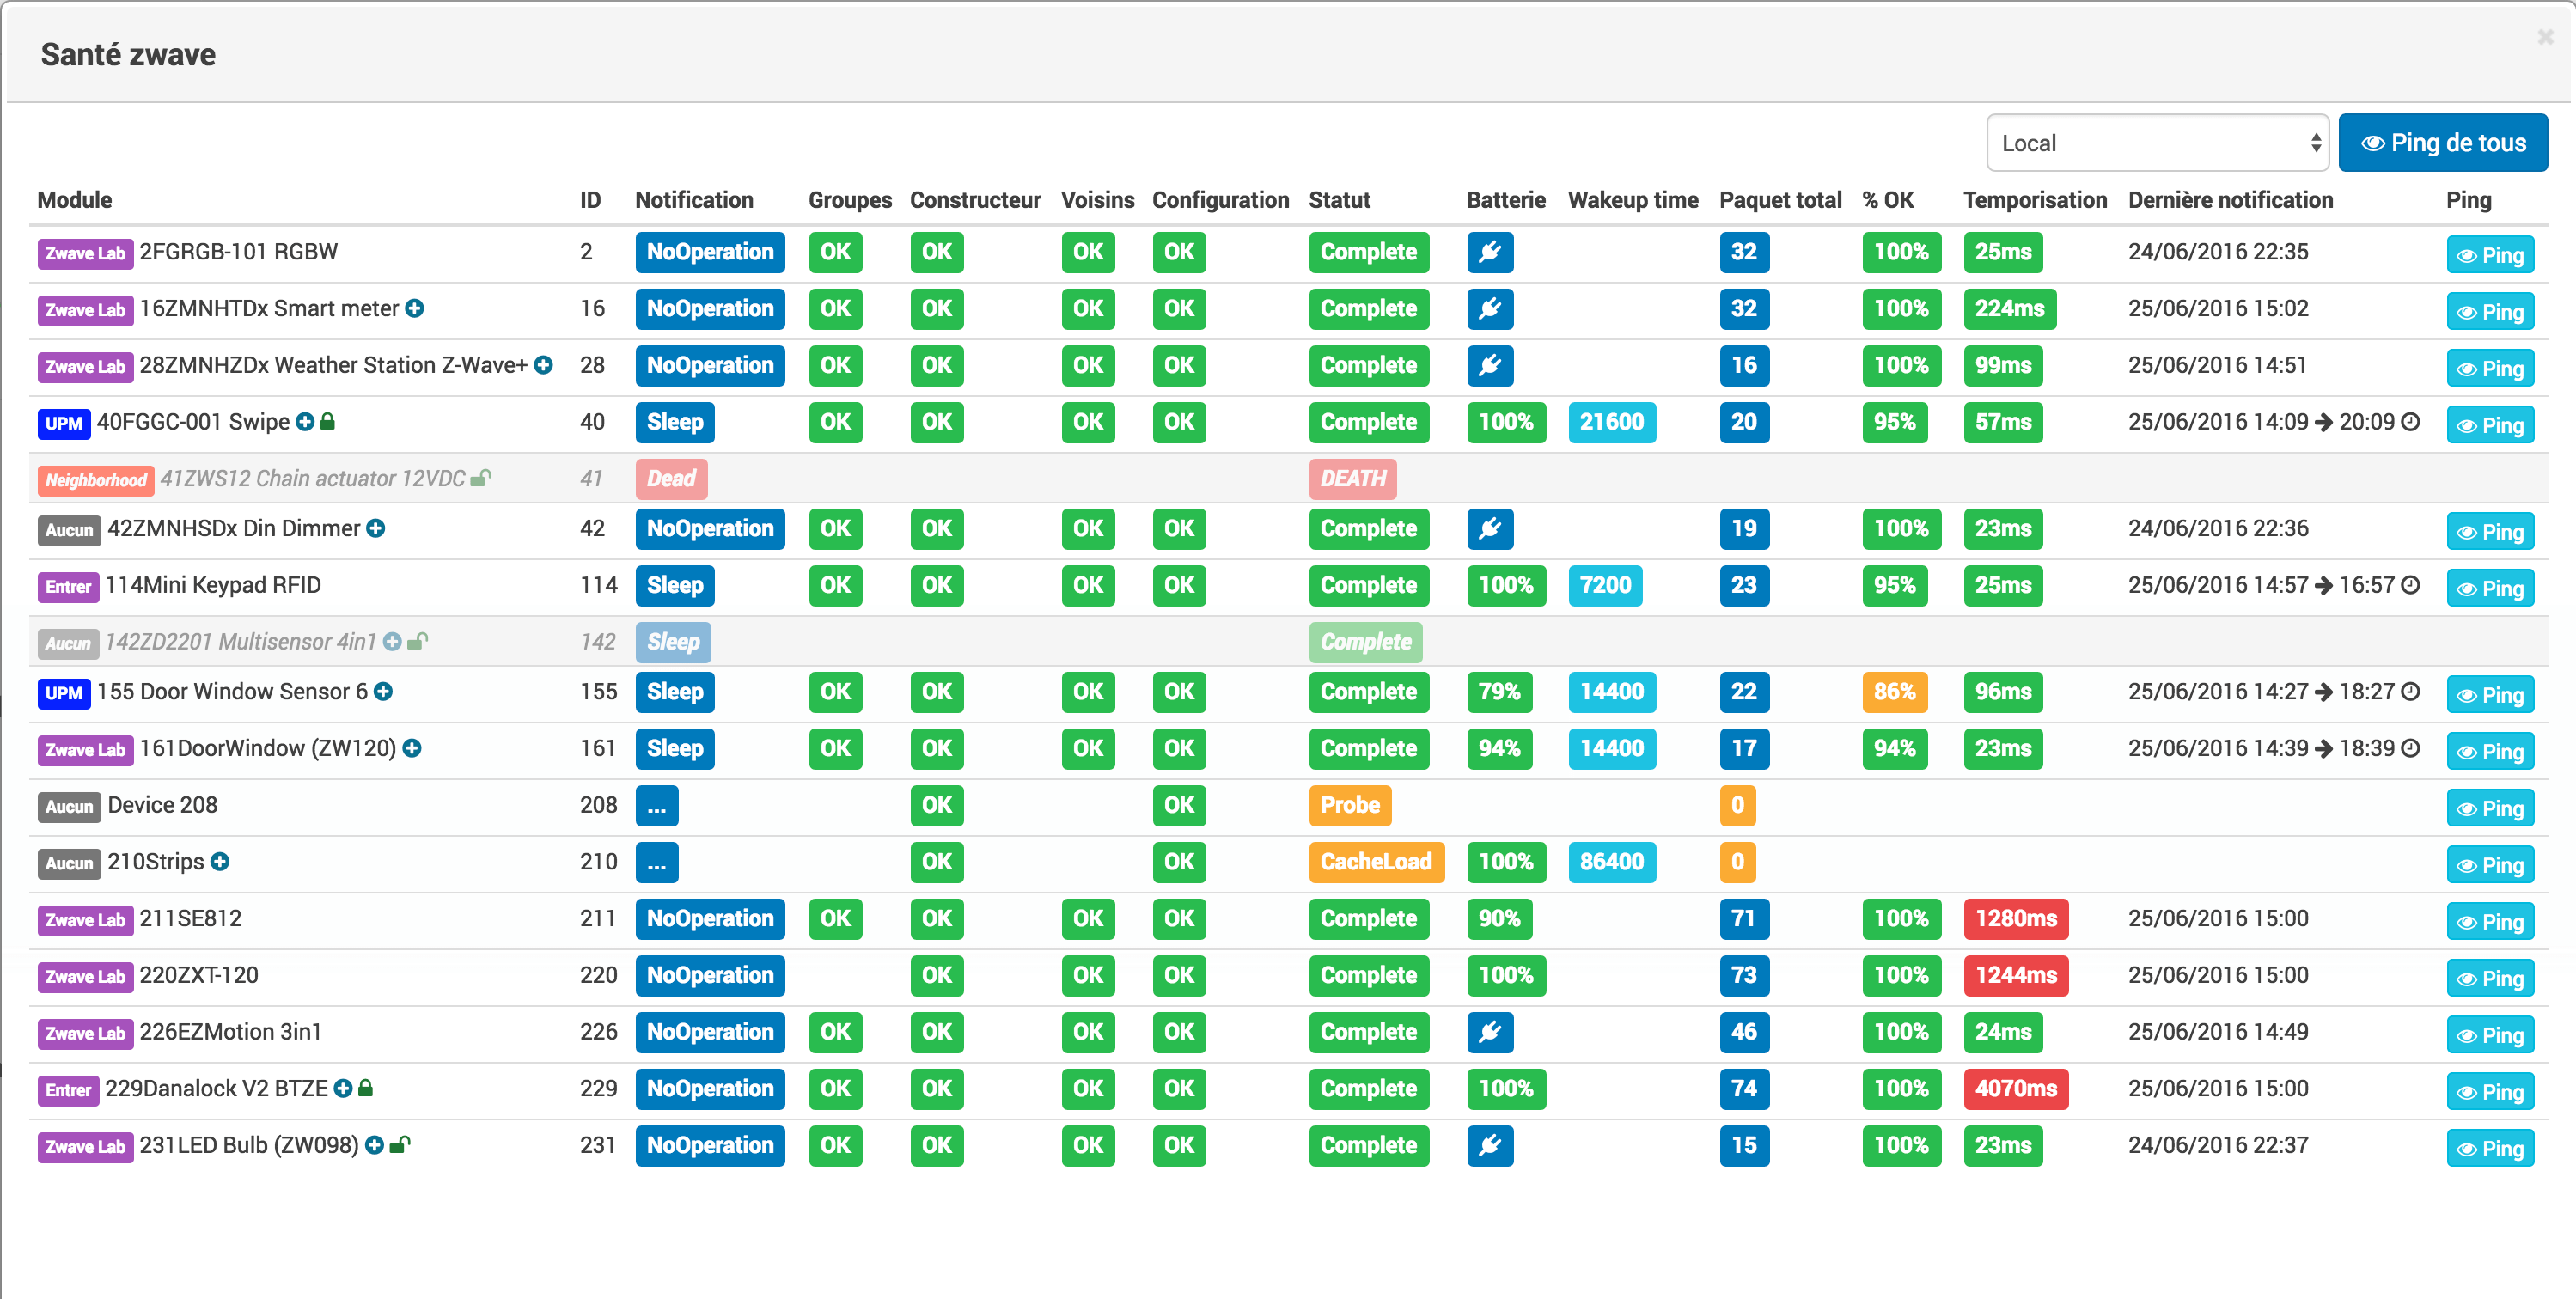 Santé zwave
Local Ping de tous
Module ID Notification Groupes Constructeur Voisins Configuration Statut Batterie Wakeup time Paquet total % OK Temporisation Dernière notification Ping
Zwave Lab 2FGRGB-101 RGBW 2 NoOperation OK OK OK OK Complete 32 100% 25ms 24/06/2016 22:35 Ping
Zwave Lab 16ZMNHTDx Smart meter 16 NoOperation OK OK OK OK Complete 32 100% 224ms 25/06/2016 15:02 Ping
Zwave Lab 28ZMNHZDx Weather Station Z-Wave+ 28 NoOperation OK OK OK OK Complete 16 100% 99ms 25/06/2016 14:51 Ping
UPM 40FGGC-001 Swipe 40 Sleep OK OK OK OK Complete 100% 21600 20 95% 57ms 25/06/2016 14:09 → 20:09 Ping
Neighborhood 41ZWS12 Chain actuator 12VDC 41 Dead DEATH
Aucun 42ZMNHSDx Din Dimmer 42 NoOperation OK OK OK OK Complete 19 100% 23ms 24/06/2016 22:36 Ping
Entrer 114Mini Keypad RFID 114 Sleep OK OK OK OK Complete 100% 7200 23 95% 25ms 25/06/2016 14:57 → 16:57 Ping
Aucun 142ZD2201 Multisensor 4in1 142 Sleep Complete
UPM 155 Door Window Sensor 6 155 Sleep OK OK OK OK Complete 79% 14400 22 86% 96ms 25/06/2016 14:27 → 18:27 Ping
Zwave Lab 161DoorWindow (ZW120) 161 Sleep OK OK OK OK Complete 94% 14400 17 94% 23ms 25/06/2016 14:39 → 18:39 Ping
Aucun Device 208 208 ... OK OK Probe 0 Ping
Aucun 210Strips 210 ... OK OK CacheLoad 100% 86400 0 Ping
Zwave Lab 211SE812 211 NoOperation OK OK OK OK Complete 90% 71 100% 1280ms 25/06/2016 15:00 Ping
Zwave Lab 220ZXT-120 220 NoOperation OK OK OK Complete 100% 73 100% 1244ms 25/06/2016 15:00 Ping
Zwave Lab 226EZMotion 3in1 226 NoOperation OK OK OK OK Complete 46 100% 24ms 25/06/2016 14:49 Ping
Entrer 229Danalock V2 BTZE 229 NoOperation OK OK OK OK Complete 100% 74 100% 4070ms 25/06/2016 15:00 Ping
Zwave Lab 231LED Bulb (ZW098) 231 NoOperation OK OK OK OK Complete 15 100% 23ms 24/06/2016 22:37 Ping